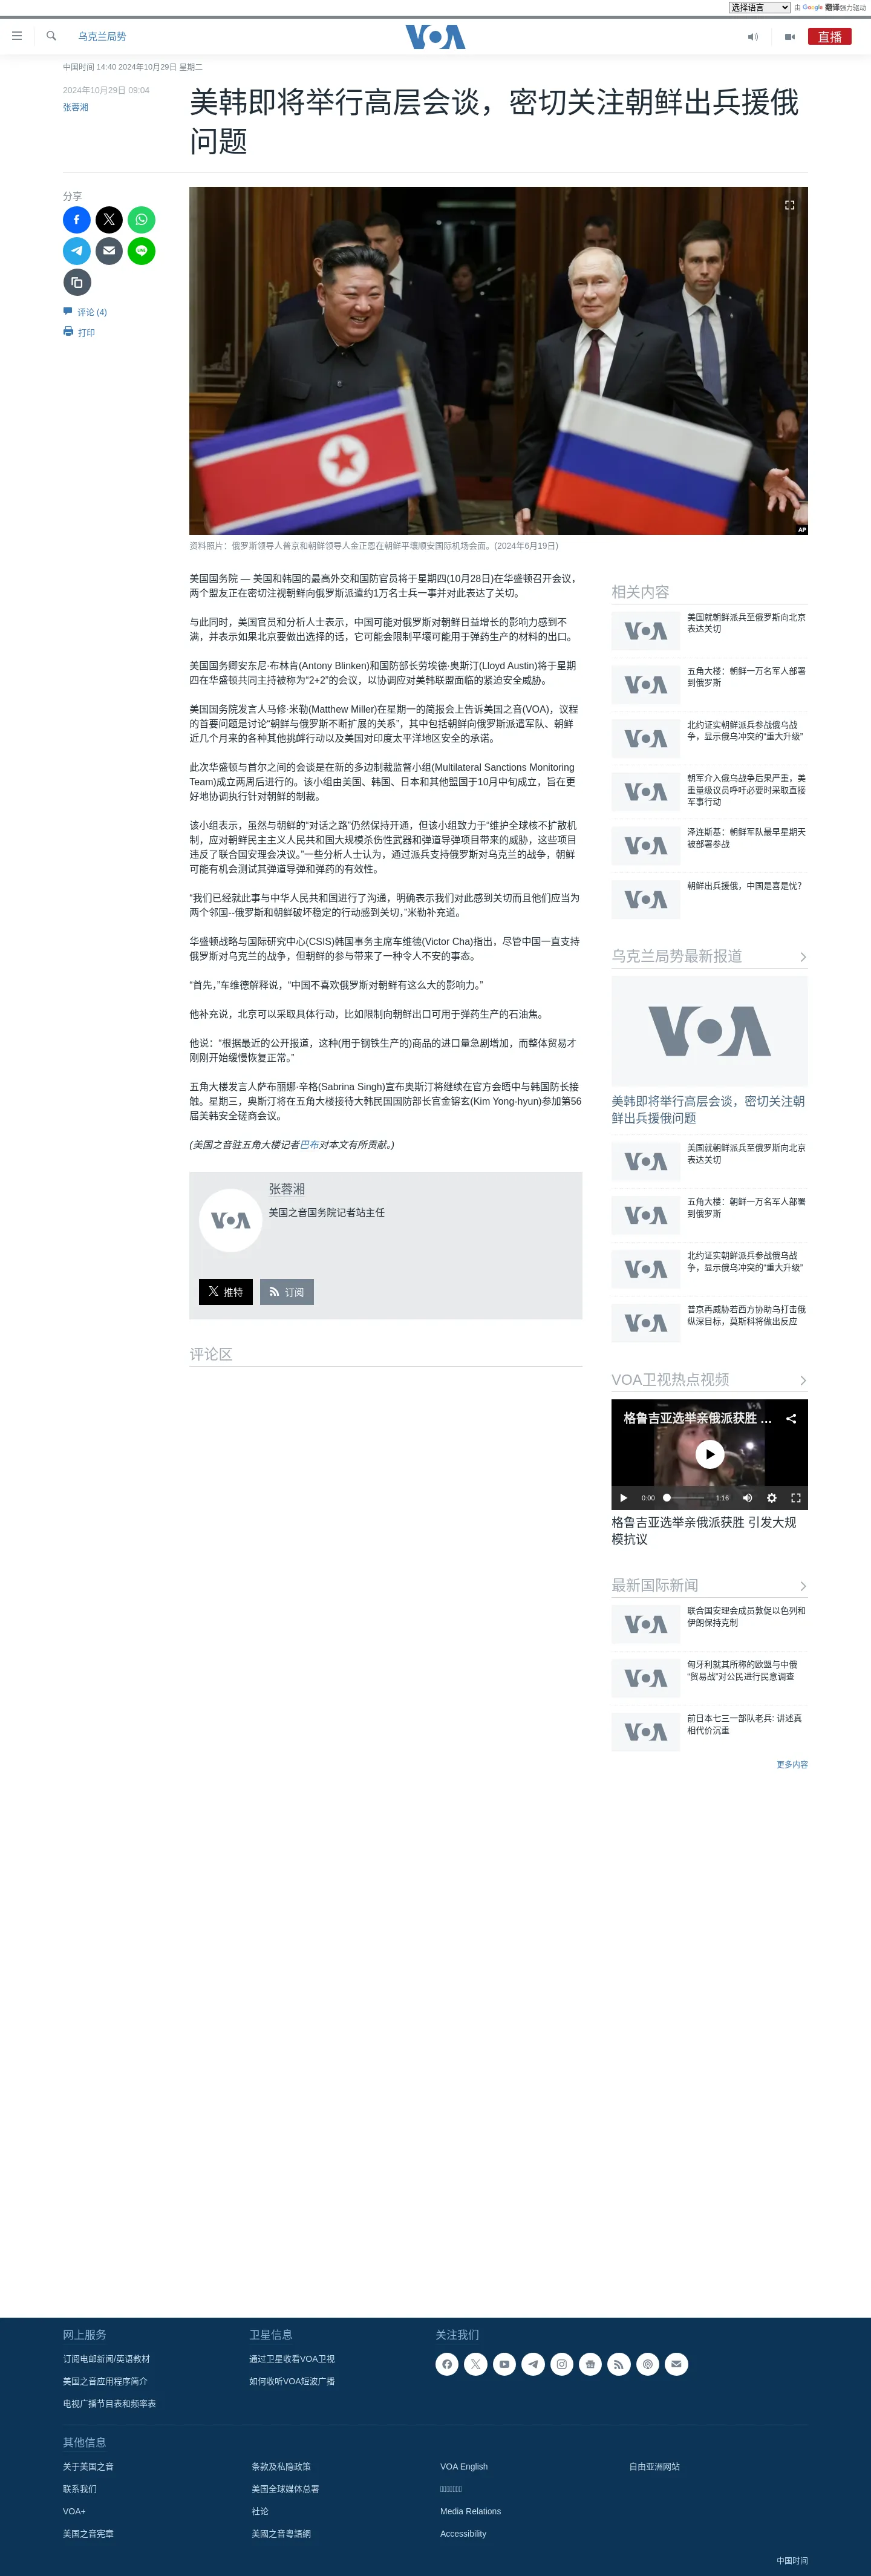 选择语言
由 Google 翻译强力驱动
乌克兰局势
VOA
直播
中国时间 14:40 2024年10月29日 星期二
2024年10月29日 09:04
张蓉湘
美韩即将举行高层会谈，密切关注朝鲜出兵援俄
问题
分享
评论 (4)
打印
AP
资料照片：俄罗斯领导人普京和朝鲜领导人金正恩在朝鲜平壤顺安国际机场会面。(2024年6月19日)
美国国务院 — 美国和韩国的最高外交和国防官员将于星期四(10月28日)在华盛顿召开会议，
两个盟友正在密切注视朝鲜向俄罗斯派遣约1万名士兵一事并对此表达了关切。
与此同时，美国官员和分析人士表示，中国可能对俄罗斯对朝鲜日益增长的影响力感到不
满，并表示如果北京要做出选择的话，它可能会限制平壤可能用于弹药生产的材料的出口。
美国国务卿安东尼·布林肯(Antony Blinken)和国防部长劳埃德·奥斯汀(Lloyd Austin)将于星期
四在华盛顿共同主持被称为“2+2”的会议，以协调应对美韩联盟面临的紧迫安全威胁。
美国国务院发言人马修·米勒(Matthew Miller)在星期一的简报会上告诉美国之音(VOA)，议程
的首要问题是讨论“朝鲜与俄罗斯不断扩展的关系”，其中包括朝鲜向俄罗斯派遣军队、朝鲜
近几个月来的各种其他挑衅行动以及美国对印度太平洋地区安全的承诺。
此次华盛顿与首尔之间的会谈是在新的多边制裁监督小组(Multilateral Sanctions Monitoring
Team)成立两周后进行的。该小组由美国、韩国、日本和其他盟国于10月中旬成立，旨在更
好地协调执行针对朝鲜的制裁。
该小组表示，虽然与朝鲜的“对话之路”仍然保持开通，但该小组致力于“维护全球核不扩散机
制，应对朝鲜民主主义人民共和国大规模杀伤性武器和弹道导弹项目带来的威胁，这些项目
违反了联合国安理会决议。”一些分析人士认为，通过派兵支持俄罗斯对乌克兰的战争，朝鲜
可能有机会测试其弹道导弹和弹药的有效性。
“我们已经就此事与中华人民共和国进行了沟通，明确表示我们对此感到关切而且他们应当为
两个邻国--俄罗斯和朝鲜破坏稳定的行动感到关切，”米勒补充道。
华盛顿战略与国际研究中心(CSIS)韩国事务主席车维德(Victor Cha)指出，尽管中国一直支持
俄罗斯对乌克兰的战争，但朝鲜的参与带来了一种令人不安的事态。
“首先，”车维德解释说，“中国不喜欢俄罗斯对朝鲜有这么大的影响力。”
他补充说，北京可以采取具体行动，比如限制向朝鲜出口可用于弹药生产的石油焦。
他说：“根据最近的公开报道，这种(用于钢铁生产的)商品的进口量急剧增加，而整体贸易才
刚刚开始缓慢恢复正常。”
五角大楼发言人萨布丽娜·辛格(Sabrina Singh)宣布奥斯汀将继续在官方会晤中与韩国防长接
触。星期三，奥斯汀将在五角大楼接待大韩民国国防部长官金镕玄(Kim Yong-hyun)参加第56
届美韩安全磋商会议。
(美国之音驻五角大楼记者巴布对本文有所贡献。)
张蓉湘
美国之音国务院记者站主任
VOA
推特
订阅
评论区
相关内容
VOA
美国就朝鲜派兵至俄罗斯向北京
表达关切
VOA
五角大楼：朝鲜一万名军人部署
到俄罗斯
VOA
北约证实朝鲜派兵参战俄乌战
争，显示俄乌冲突的“重大升级”
VOA
朝军介入俄乌战争后果严重，美
重量级议员呼吁必要时采取直接
军事行动
VOA
泽连斯基：朝鲜军队最早星期天
被部署参战
VOA
朝鲜出兵援俄，中国是喜是忧？
乌克兰局势最新报道
VOA
美韩即将举行高层会谈，密切关注朝
鲜出兵援俄问题
VOA
美国就朝鲜派兵至俄罗斯向北京
表达关切
VOA
五角大楼：朝鲜一万名军人部署
到俄罗斯
VOA
北约证实朝鲜派兵参战俄乌战
争，显示俄乌冲突的“重大升级”
VOA
普京再威胁若西方协助乌打击俄
纵深目标，莫斯科将做出反应
VOA卫视热点视频
格鲁吉亚选举亲俄派获胜 ...
VOA
0:00
1:16
格鲁吉亚选举亲俄派获胜 引发大规
模抗议
最新国际新闻
VOA
联合国安理会成员敦促以色列和
伊朗保持克制
VOA
匈牙利就其所称的欧盟与中俄
“贸易战”对公民进行民意调查
VOA
前日本七三一部队老兵: 讲述真
相代价沉重
更多内容
网上服务
卫星信息
关注我们
订阅电邮新闻/英语教材
通过卫星收看VOA卫视
美国之音应用程序简介
如何收听VOA短波广播
电视广播节目表和频率表
其他信息
关于美国之音
条款及私隐政策
VOA English
自由亚洲网站
联系我们
美国全球媒体总署
VOA+
社论
Media Relations
美国之音宪章
美國之音粵語網
Accessibility
中国时间